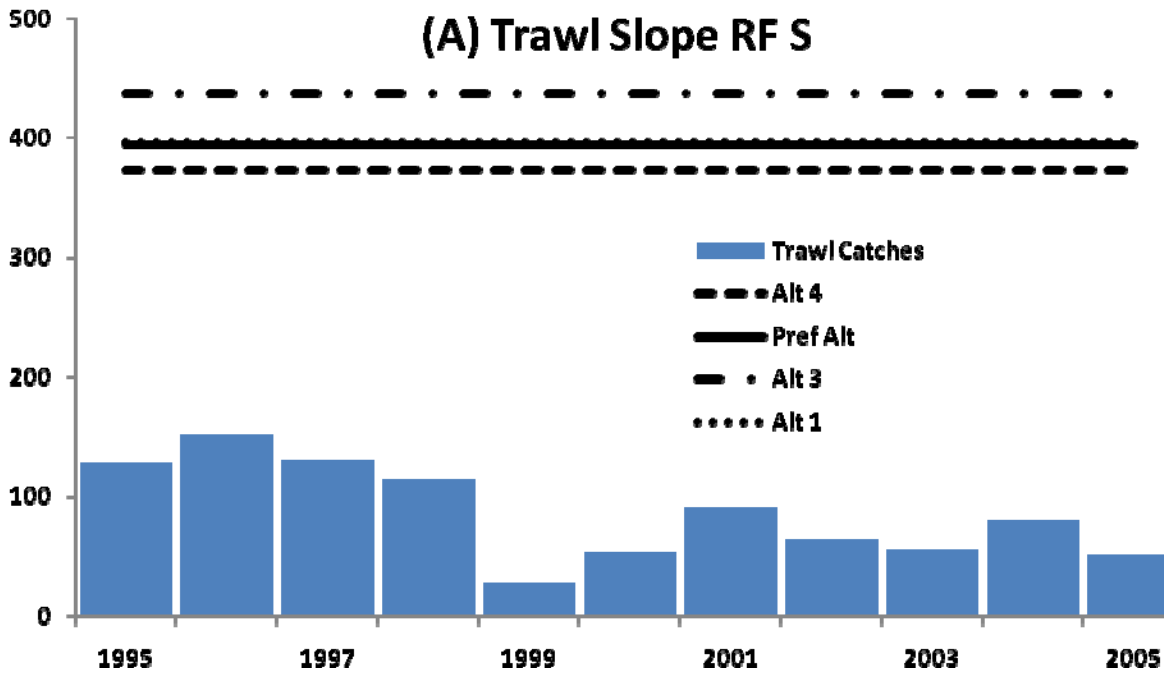 (A) Trawl Slope RF S
500
400
300
200
100
0
Trawl Catches
Alt 4
Pref Alt
Alt 3
Alt 1
1995 1997 1999 2001 2003 2005